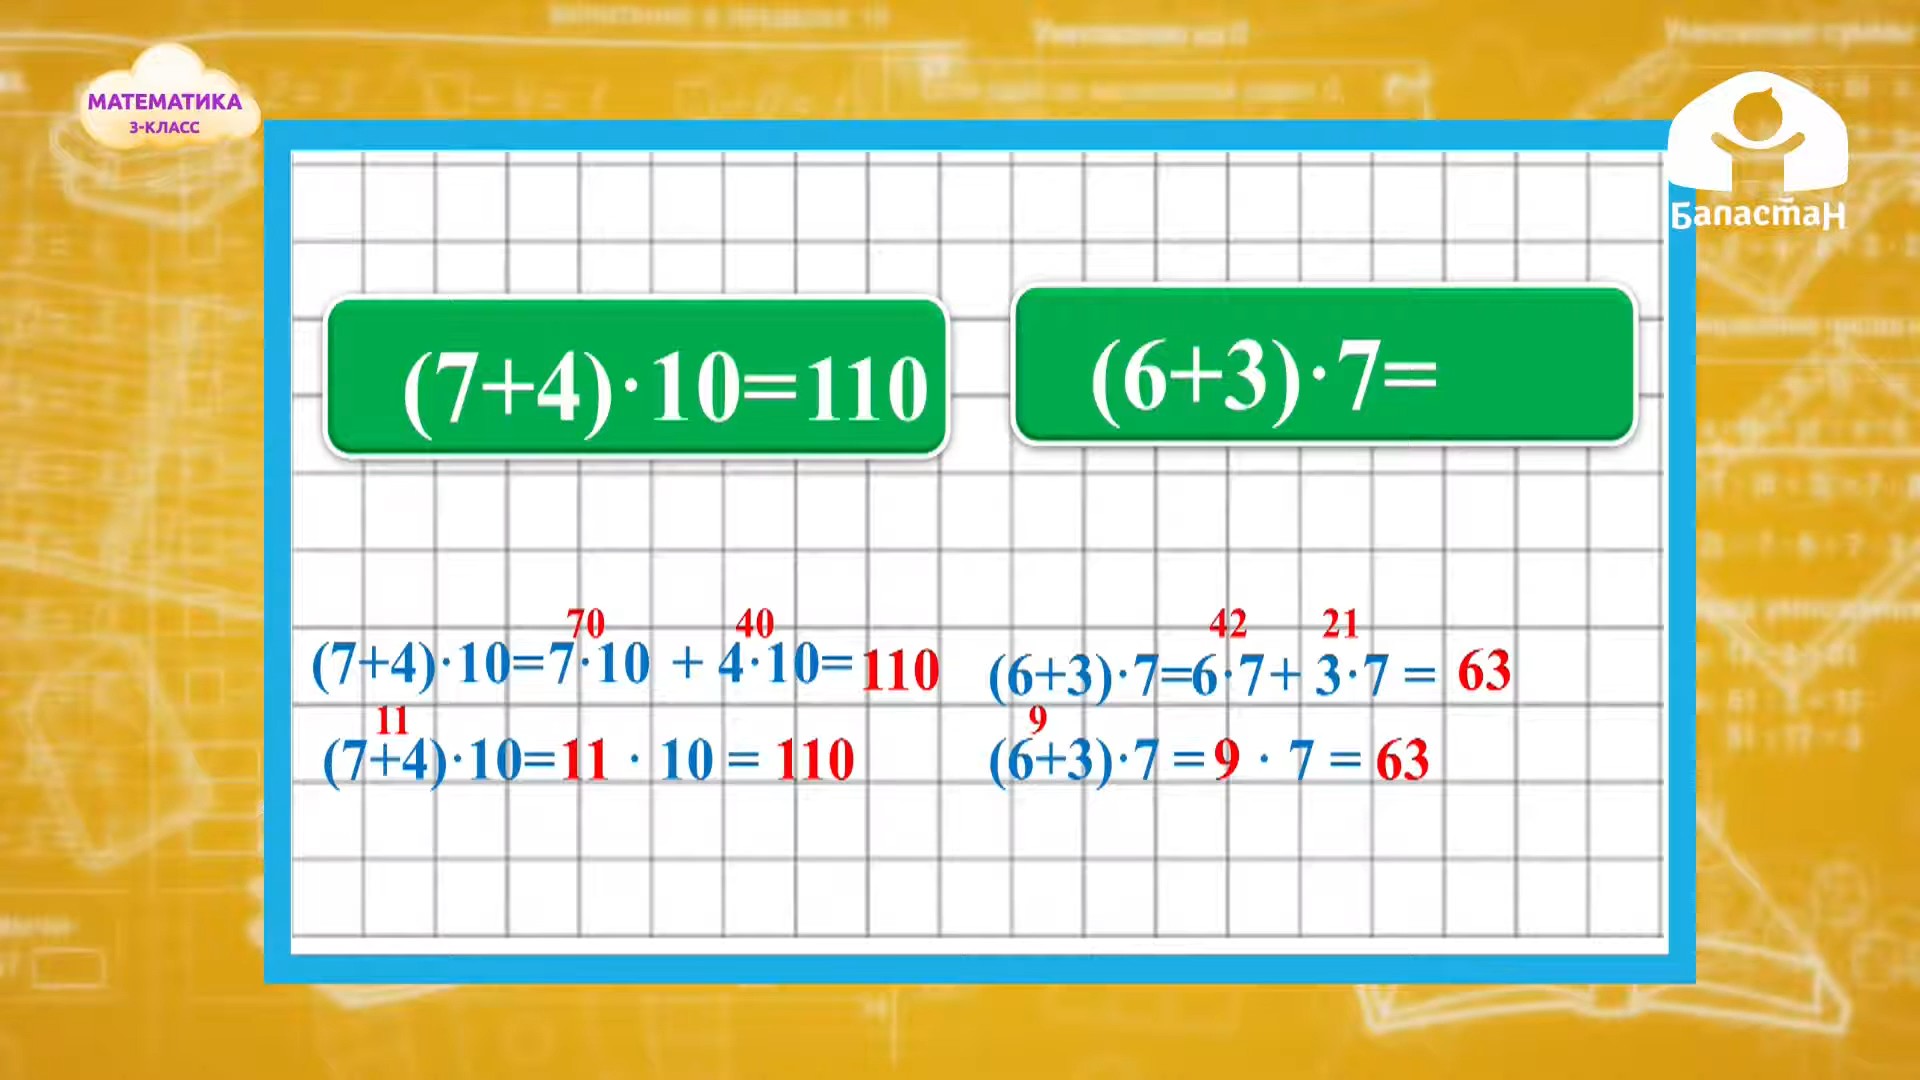 МАТЕМАТИКА
3-КЛАСС
Баластан
(7+4)·10=110
(6+3)·7=
70 40
(7+4)·10=7·10 + 4·10= 110
11
(7+4)·10=11 · 10 = 110
42 21
(6+3)·7=6·7+ 3·7 = 63
9
(6+3)·7 = 9 · 7 = 63